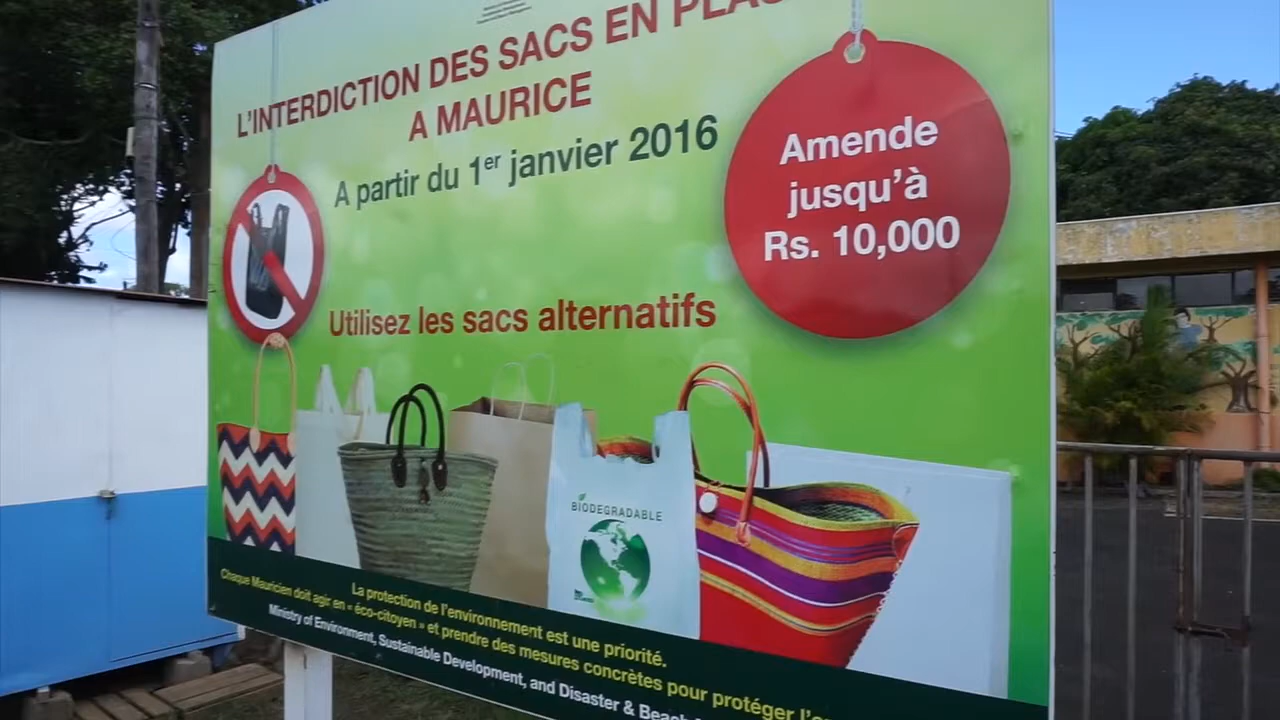 L'INTERDICTION DES SACS EN
A MAURICE
A partir du 1er janvier 2016
Amende
jusqu'à
Rs. 10,000
Utilisez les sacs alternatifs
BIODEGRADABLE
La protection de l'environnement est une priorité.
Chaque Mauricien doit agir en « éco-citoyen » et prendre des mesures concrètes pour protéger
Ministry of Environment, Sustainable Development, and Disaster & Beach